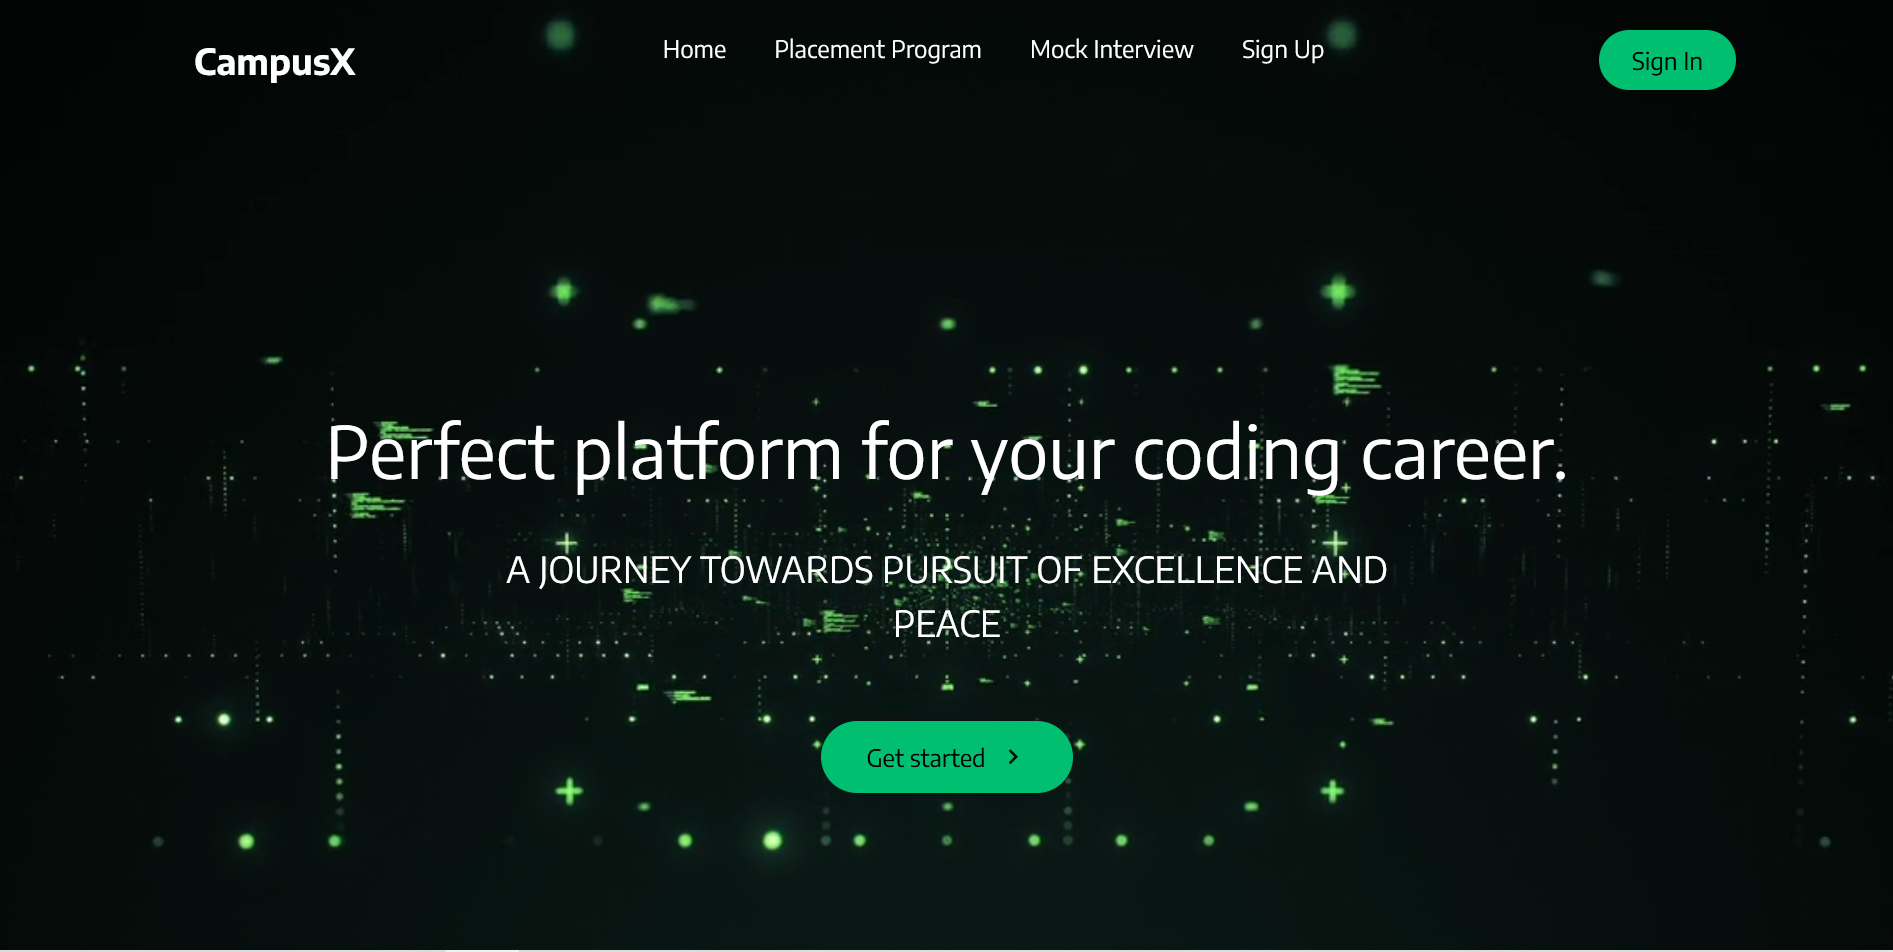 CampusX
Home
Placement Program
Mock Interview
Sign Up
Sign In
Perfect platform for your coding career.
A JOURNEY TOWARDS PURSUIT OF EXCELLENCE AND
PEACE
Get started